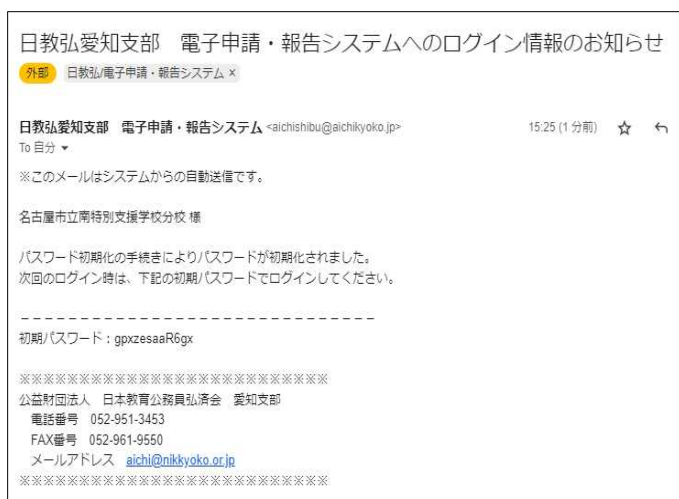 日教弘愛知支部　電子申請・報告システムへのログイン情報のお知らせ
外部 日教弘/電子申請・報告システム ×
日教弘愛知支部　電子申請・報告システム <aichishibu@aichikyoko.jp> 15:25 (1 分前)
To 自分
※このメールはシステムからの自動送信です。
名古屋市立南特別支援学校分校 様
パスワード初期化の手続きによりパスワードが初期化されました。
次回のログイン時は、下記の初期パスワードでログインしてください。
－－－－－－－－－－－－－－－－－－－－－－－－－－－－－－
初期パスワード：gpxzesaaR6gx
※※※※※※※※※※※※※※※※※※※※※※※※※※
公益財団法人　日本教育公務員弘済会　愛知支部
電話番号　052-951-3453
FAX番号　052-961-9550
メールアドレス　aichi@nikkyoko.or.jp
※※※※※※※※※※※※※※※※※※※※※※※※※※